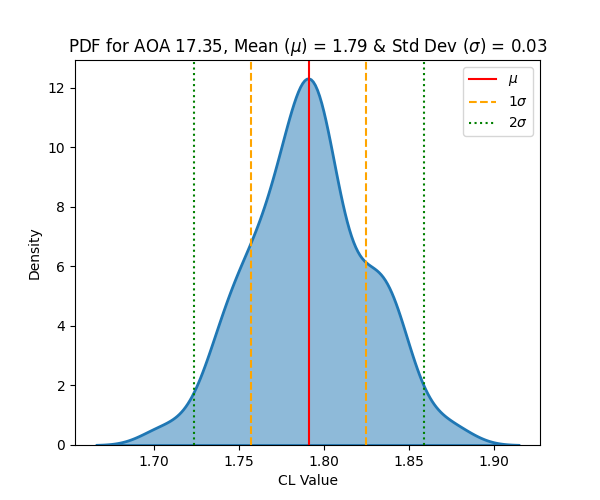 PDF for AOA 17.35, Mean (μ) = 1.79 & Std Dev (σ) = 0.03
μ
1σ
2σ
12
10
8
6
4
2
0
Density
1.70 1.75 1.80 1.85 1.90
CL Value